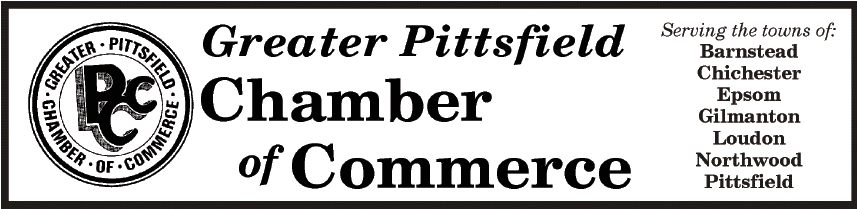 GREATER · PITTSFIELD ·
CHAMBER · OF · COMMERCE
PCC
Greater Pittsfield
Chamber
of Commerce
Serving the towns of:
Barnstead
Chichester
Epsom
Gilmanton
Loudon
Northwood
Pittsfield